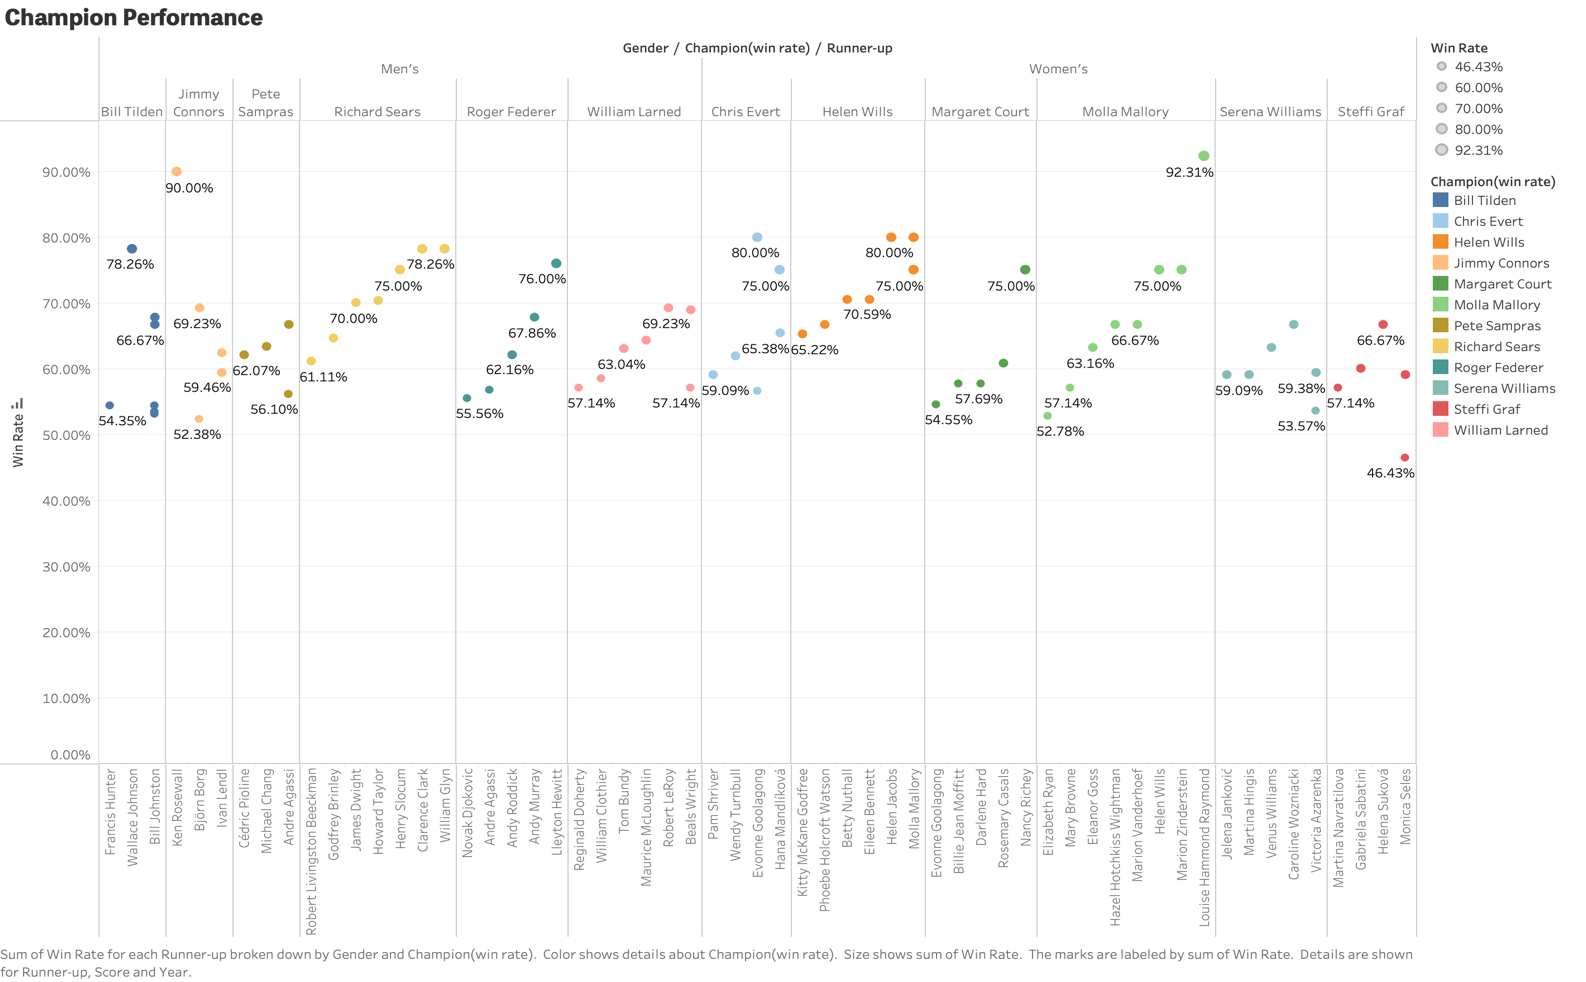 Champion Performance
Gender / Champion(win rate) / Runner-up
Men's
Women's
Bill Tilden
Jimmy
Connors
Pete
Sampras
Richard Sears
Roger Federer
William Larned
Chris Evert
Helen Wills
Margaret Court
Molla Mallory
Serena Williams
Steffi Graf
Win Rate
90.00%
80.00%
70.00%
60.00%
50.00%
40.00%
30.00%
20.00%
10.00%
0.00%
54.35%
78.26%
66.67%
90.00%
69.23%
59.46%
52.38%
62.07%
56.10%
61.11%
70.00%
75.00%
78.26%
55.56%
62.16%
67.86%
76.00%
57.14%
63.04%
69.23%
57.14%
59.09%
80.00%
75.00%
65.38%
65.22%
70.59%
80.00%
75.00%
54.55%
57.69%
75.00%
52.78%
57.14%
63.16%
66.67%
75.00%
92.31%
59.09%
59.38%
53.57%
57.14%
66.67%
46.43%
Francis Hunter
Wallace Johnson
Bill Johnston
Ken Rosewall
Björn Borg
Ivan Lendl
Cédric Pioline
Michael Chang
Andre Agassi
Robert Livingston Beeckman
Godfrey Brinley
James Dwight
Howard Taylor
Henry Slocum
Clarence Clark
William Glyn
Novak Djokovic
Andre Agassi
Andy Roddick
Andy Murray
Lleyton Hewitt
Reginald Doherty
William Clothier
Tom Bundy
Maurice McLoughlin
Robert LeRoy
Beals Wright
Pam Shriver
Wendy Turnbull
Evonne Goolagong
Hana Mandlíková
Kitty McKane Godfree
Phoebe Holcroft Watson
Betty Nuthall
Eileen Bennett
Helen Jacobs
Molla Mallory
Evonne Goolagong
Billie Jean Moffitt
Darlene Hard
Rosemary Casals
Nancy Richey
Elizabeth Ryan
Mary Browne
Eleanor Goss
Hazel Hotchkiss Wightman
Marion Vanderhoef
Helen Wills
Marion Zinderstein
Louise Hammond Raymond
Jelena Janković
Martina Hingis
Venus Williams
Caroline Wozniacki
Victoria Azarenka
Martina Navratilova
Gabriela Sabatini
Helena Suková
Monica Seles
Win Rate
46.43%
60.00%
70.00%
80.00%
92.31%
Champion(win rate)
Bill Tilden
Chris Evert
Helen Wills
Jimmy Connors
Margaret Court
Molla Mallory
Pete Sampras
Richard Sears
Roger Federer
Serena Williams
Steffi Graf
William Larned
Sum of Win Rate for each Runner-up broken down by Gender and Champion(win rate). Color shows details about Champion(win rate). Size shows sum of Win Rate. The marks are labeled by sum of Win Rate. Details are shown
for Runner-up, Score and Year.